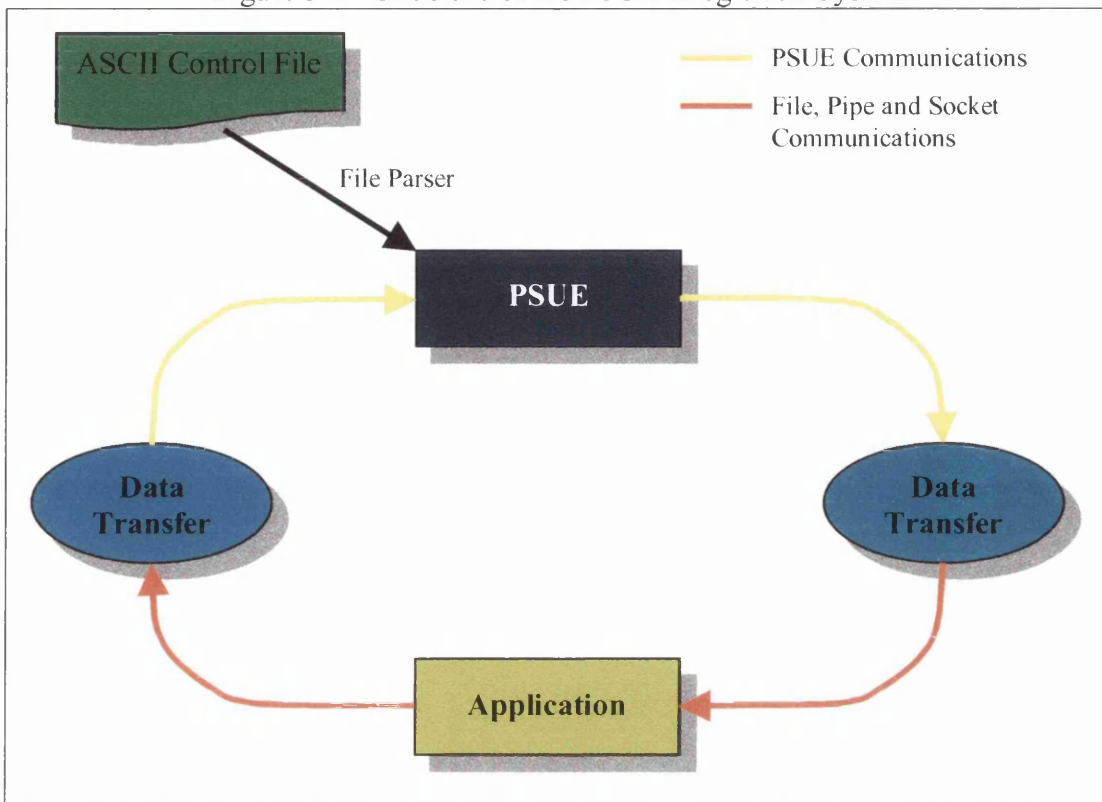 ASCII Control File
PSUE Communications
File, Pipe and Socket
Communications
File Parser
PSUE
Data
Transfer
Data
Transfer
Application